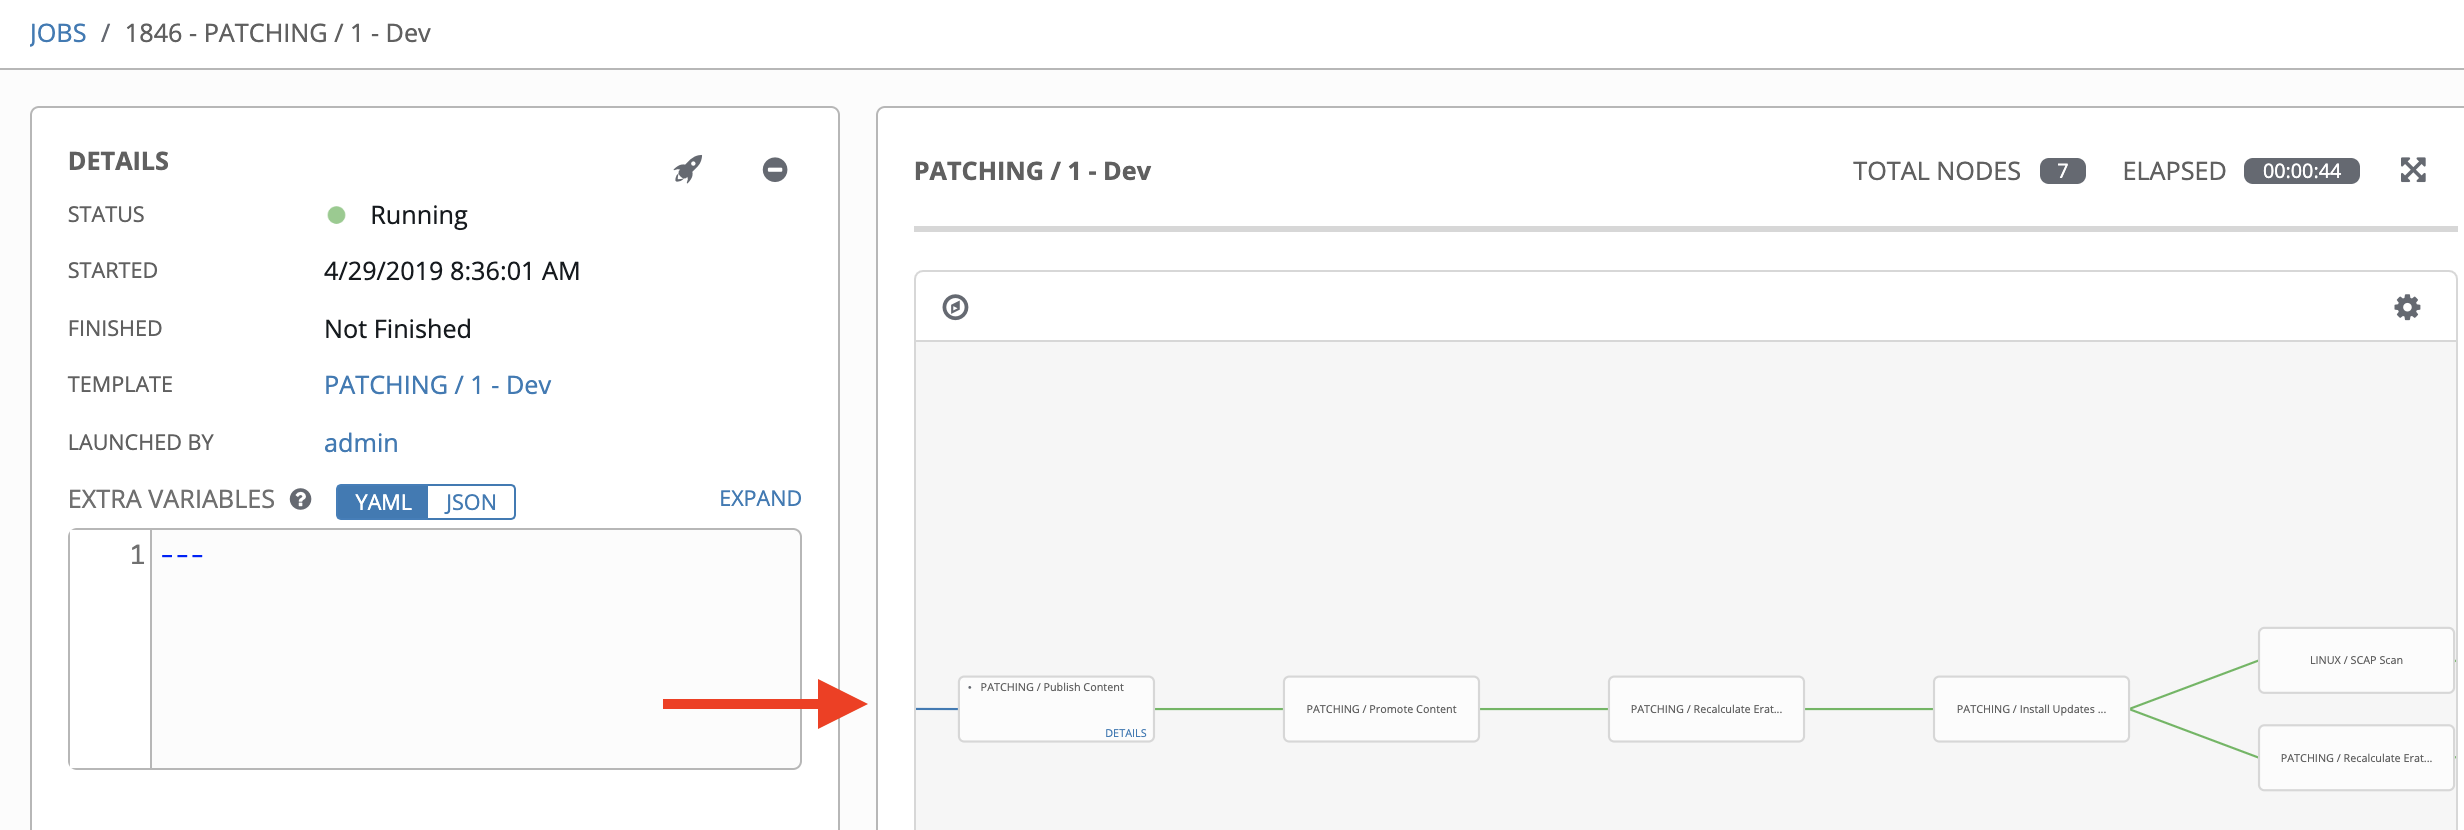 JOBS / 1846 - PATCHING / 1 - Dev
DETAILS
STATUS Running
STARTED 4/29/2019 8:36:01 AM
FINISHED Not Finished
TEMPLATE PATCHING / 1 - Dev
LAUNCHED BY admin
EXTRA VARIABLES ? YAML JSON EXPAND
1 ---
PATCHING / 1 - Dev TOTAL NODES 7 ELAPSED 00:00:44
• PATCHING / Publish Content
DETAILS
PATCHING / Promote Content
PATCHING / Recalculate Erat...
PATCHING / Install Updates ...
LINUX / SCAP Scan
PATCHING / Recalculate Erat...